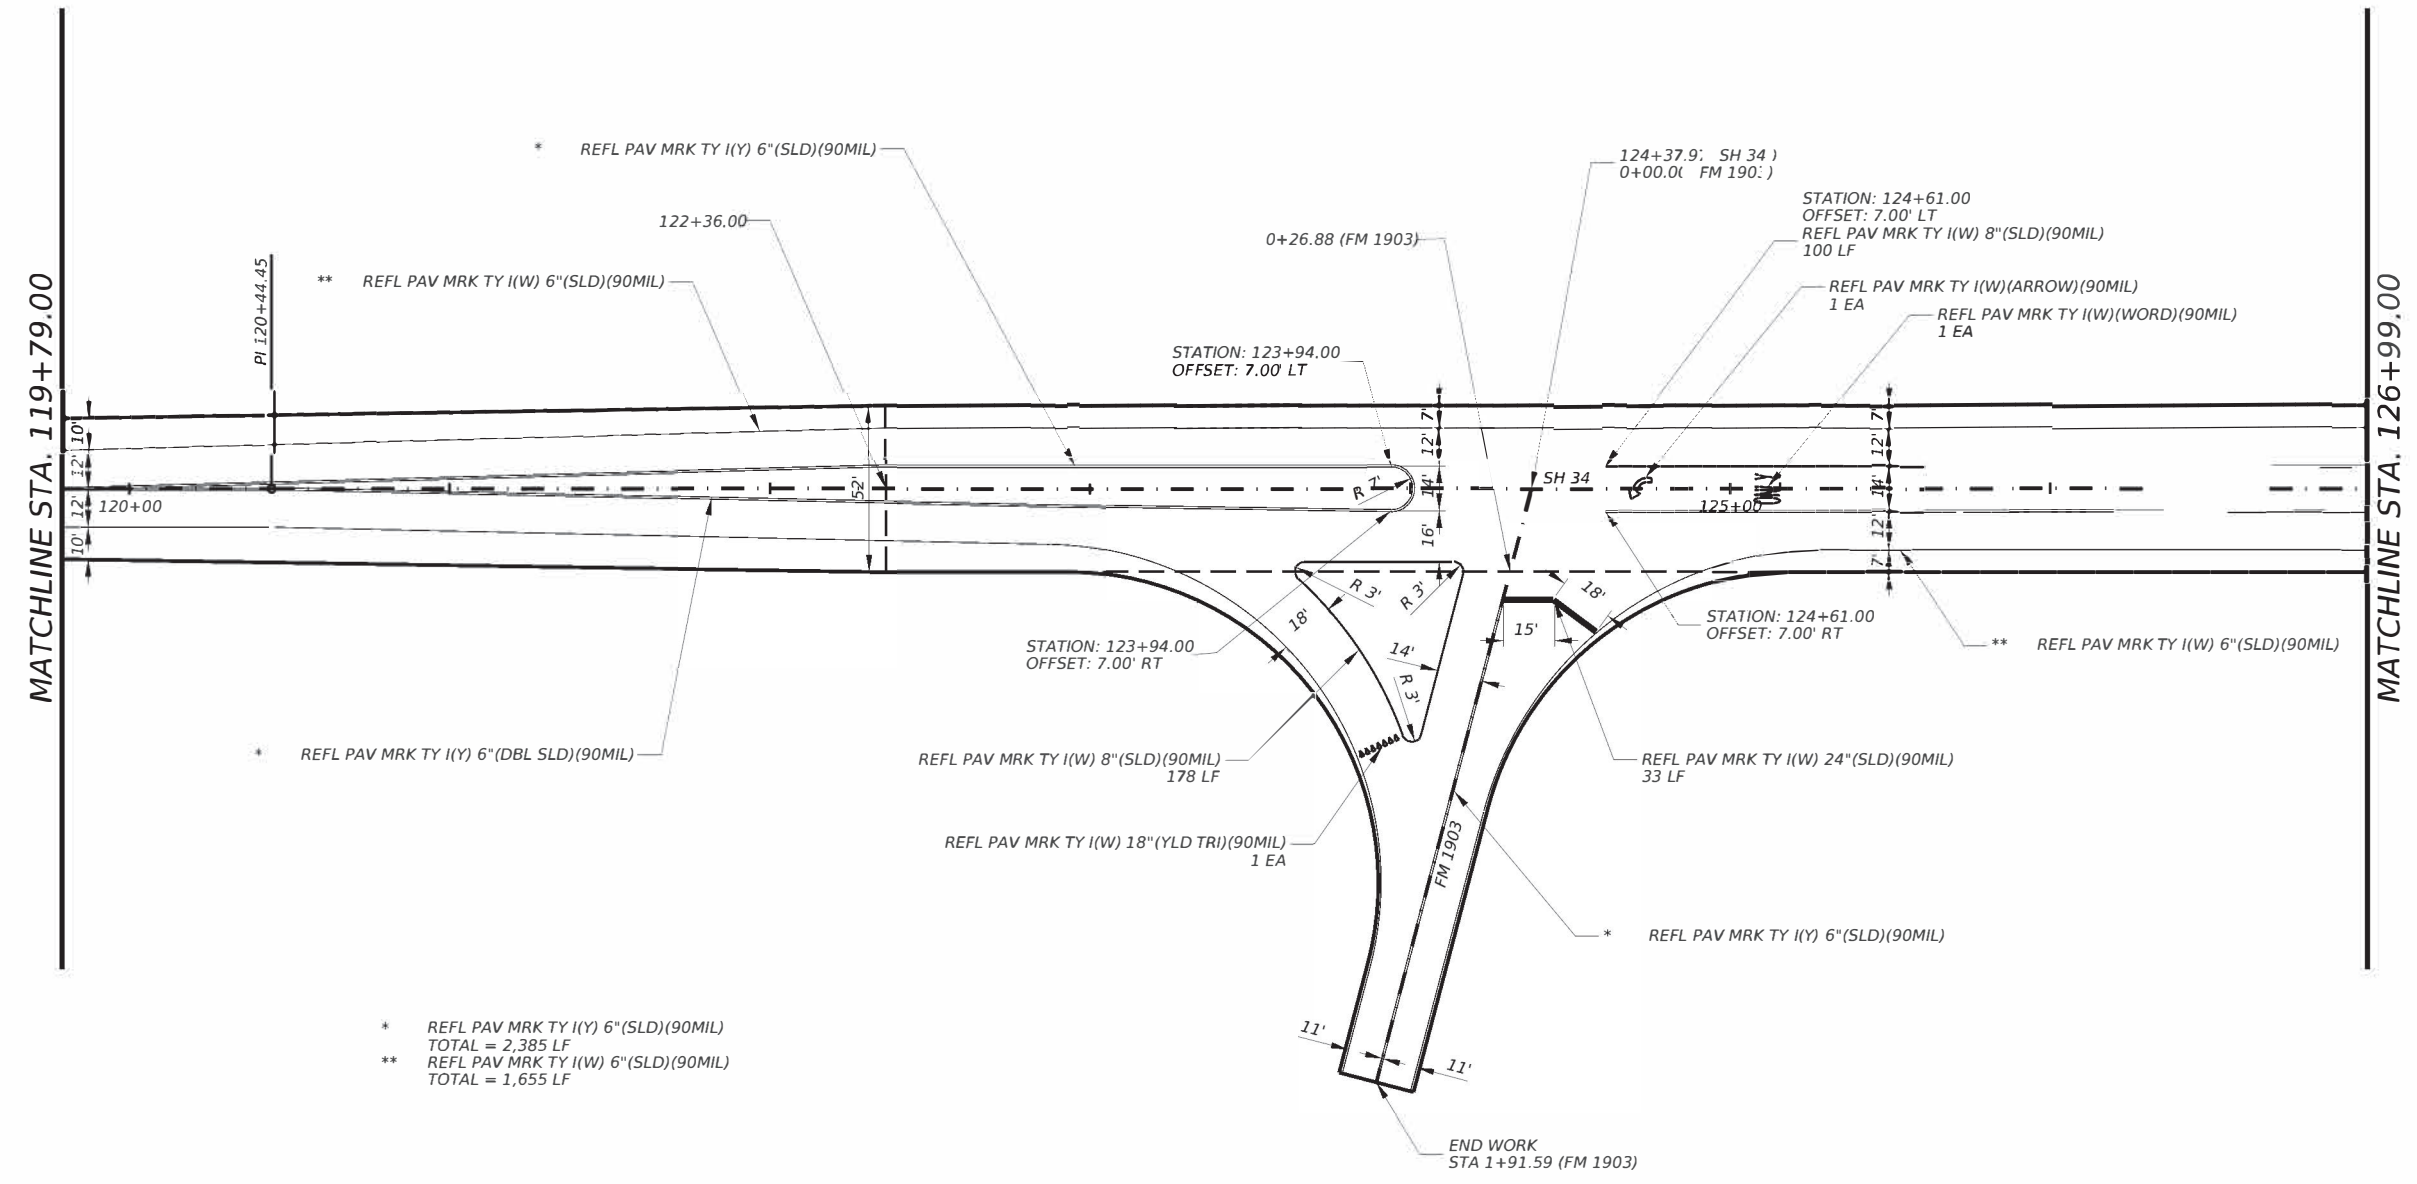 * REFL PAV MRK TY I(Y) 6"(SLD)(90MIL)
124+37.9 SH 34 )
0+00.0 FM 190 )
STATION: 124+61.00
OFFSET: 7.00' LT
REFL PAV MRK TY I(W) 8"(SLD)(90MIL)
100 LF
122+36.00
0+26.88 (FM 1903)
PI 120+44.45
** REFL PAV MRK TY I(W) 6"(SLD)(90MIL)
REFL PAV MRK TY I(W)(ARROW)(90MIL)
1 EA
REFL PAV MRK TY I(W)(WORD)(90MIL)
1 EA
MATCHLINE STA. 119+79.00
MATCHLINE STA. 126+99.00
STATION: 123+94.00
OFFSET: 7.00' LT
10'
12'
12'
10'
120+00
52'
R 7'
7'
12'
14'
16'
SH 34
125+00
7'
12'
14'
12'
7'
R 3'
R 3'
18'
18'
15'
14'
R 3'
STATION: 124+61.00
OFFSET: 7.00' RT
** REFL PAV MRK TY I(W) 6"(SLD)(90MIL)
STATION: 123+94.00
OFFSET: 7.00' RT
* REFL PAV MRK TY I(Y) 6"(DBL SLD)(90MIL)
REFL PAV MRK TY I(W) 8"(SLD)(90MIL)
178 LF
REFL PAV MRK TY I(W) 24"(SLD)(90MIL)
33 LF
REFL PAV MRK TY I(W) 18"(YLD TRI)(90MIL)
1 EA
FM 1903
* REFL PAV MRK TY I(Y) 6"(SLD)(90MIL)
11'
11'
* REFL PAV MRK TY I(Y) 6"(SLD)(90MIL)
TOTAL = 2,385 LF
** REFL PAV MRK TY I(W) 6"(SLD)(90MIL)
TOTAL = 1,655 LF
END WORK
STA 1+91.59 (FM 1903)